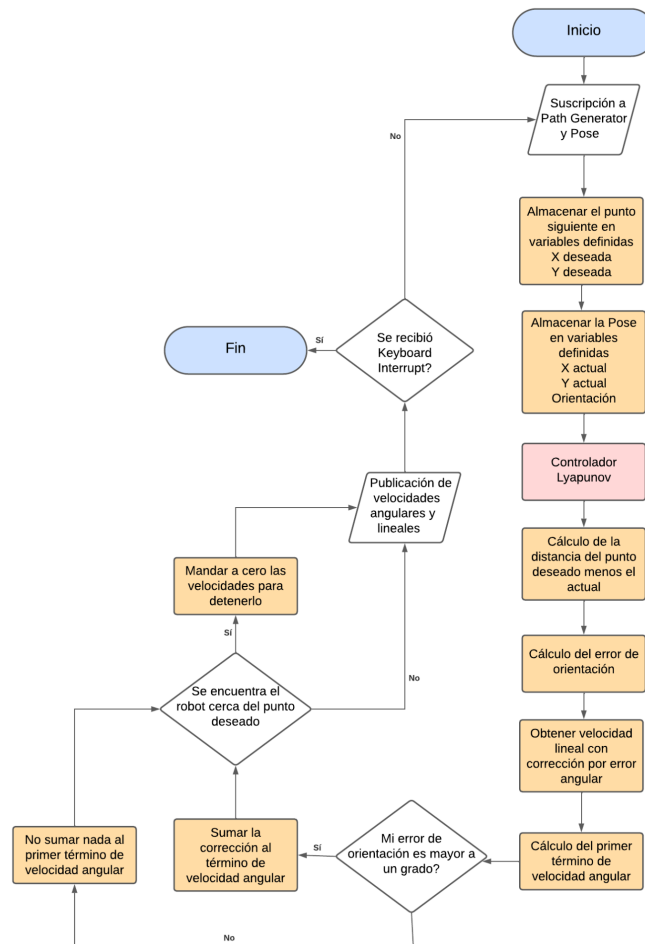 Inicio
Suscripción a
Path Generator
y Pose
Almacenar el punto
siguiente en
variables definidas
X deseada
Y deseada
Almacenar la Pose
en variables
definidas
X actual
Y actual
Orientación
Controlador
Lyapunov
Cálculo de la
distancia del punto
deseado menos el
actual
Cálculo del error de
orientación
Obtener velocidad
lineal con
corrección por error
angular
Cálculo del primer
término de
velocidad angular
Mi error de
orientación es mayor a
un grado?
Sí
Sumar la
corrección al
término de
velocidad angular
No
No sumar nada al
primer término de
velocidad angular
Se encuentra el
robot cerca del punto
deseado
Sí
Mandar a cero las
velocidades para
detenerlo
No
Publicación de
velocidades
angulares y
lineales
Se recibió
Keyboard
Interrupt?
Sí
Fin
No